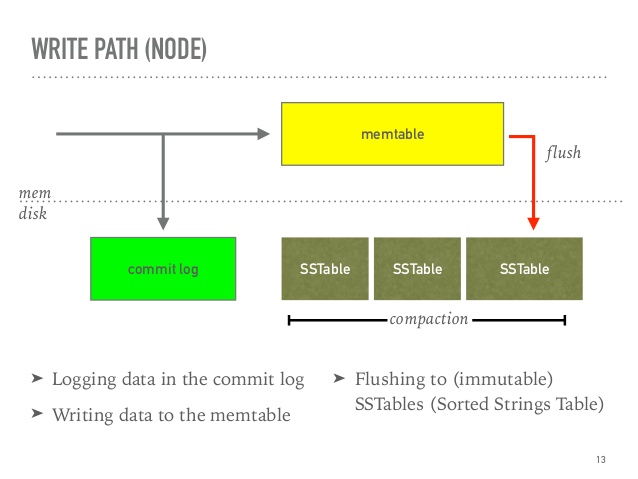 WRITE PATH (NODE)
memtable
flush
mem
disk
commit log
SSTable
SSTable
SSTable
compaction
➤ Logging data in the commit log
➤ Writing data to the memtable
➤ Flushing to (immutable)
SSTables (Sorted Strings Table)
13